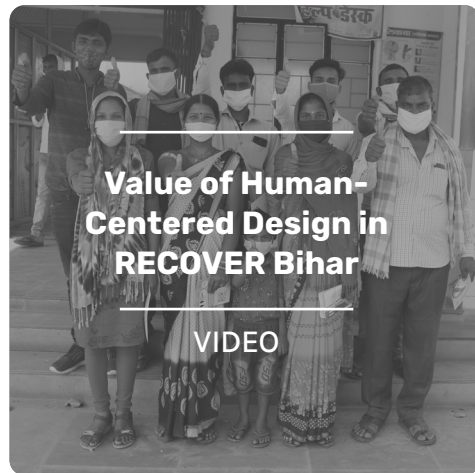 हेल्प डेस्क
Value of Human-
Centered Design in
RECOVER Bihar
VIDEO